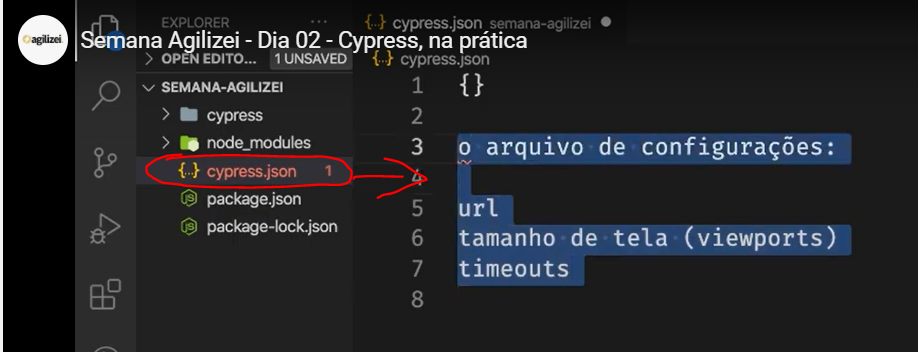 EXPLORER
cypress.json semana-agilizei
agilizei
Semana Agilizei - Dia 02 - Cypress, na prática
OPEN EDITO... 1 UNSAVED
cypress.json
SEMANA-AGILIZEI
cypress
node_modules
cypress.json 1
package.json
package-lock.json
1 {}
2
3 o arquivo de configurações:
4
5 url
6 tamanho de tela (viewports)
7 timeouts
8